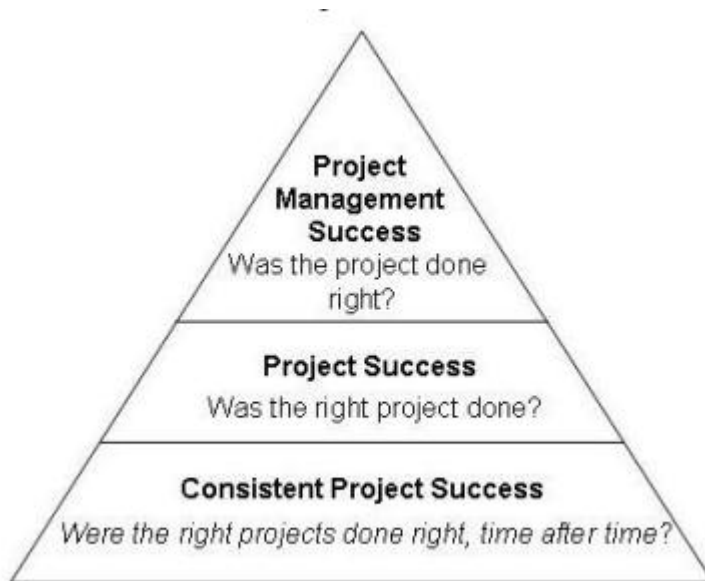 Project
Management
Success
Was the project done
right?
Project Success
Was the right project done?
Consistent Project Success
Were the right projects done right, time after time?